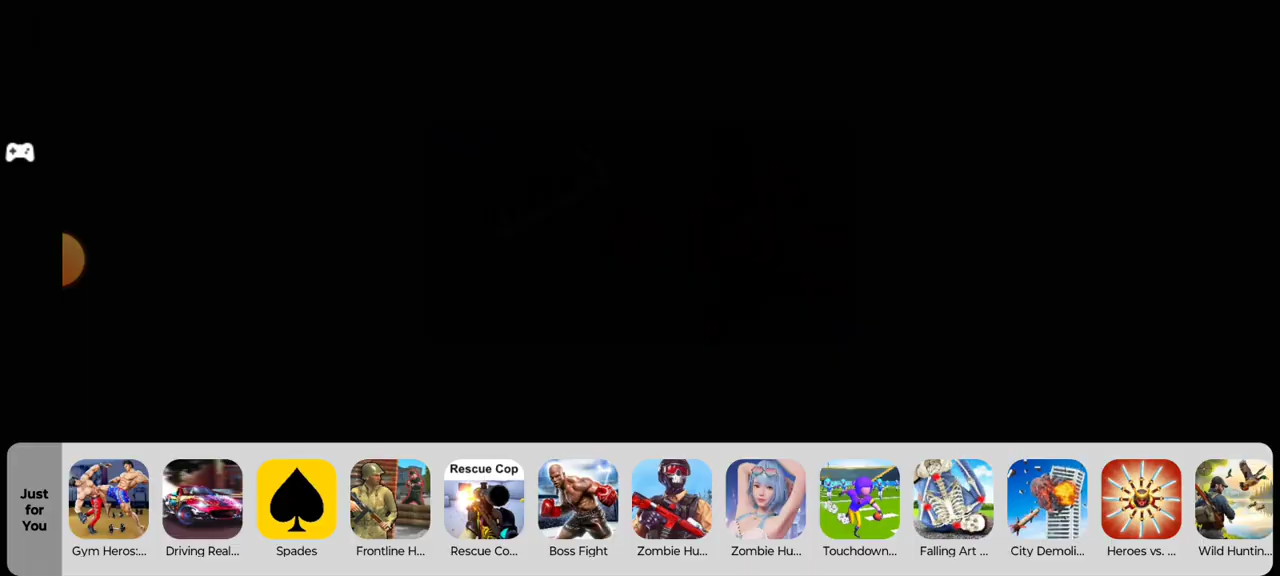 Just
for
You
Rescue Cop
Gym Heros:...
Driving Real...
Spades
Frontline H...
Rescue Co...
Boss Fight
Zombie Hu...
Zombie Hu...
Touchdown...
Falling Art ...
City Demoli...
Heroes vs. ...
Wild Huntin...